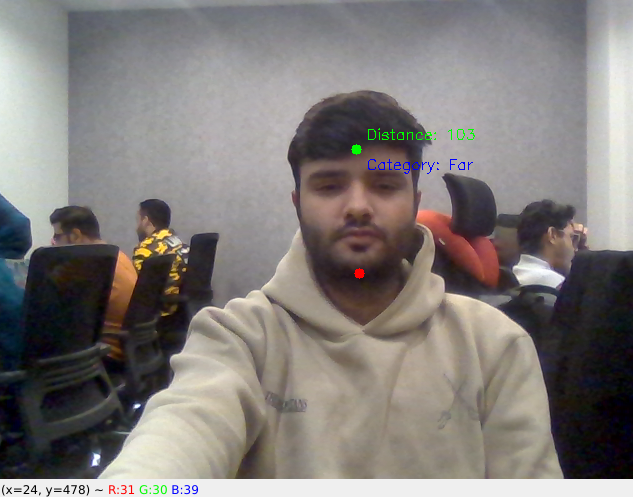 Distance: 103
Category: Far
(x=24, y=478) ~ R:31 G:30 B:39